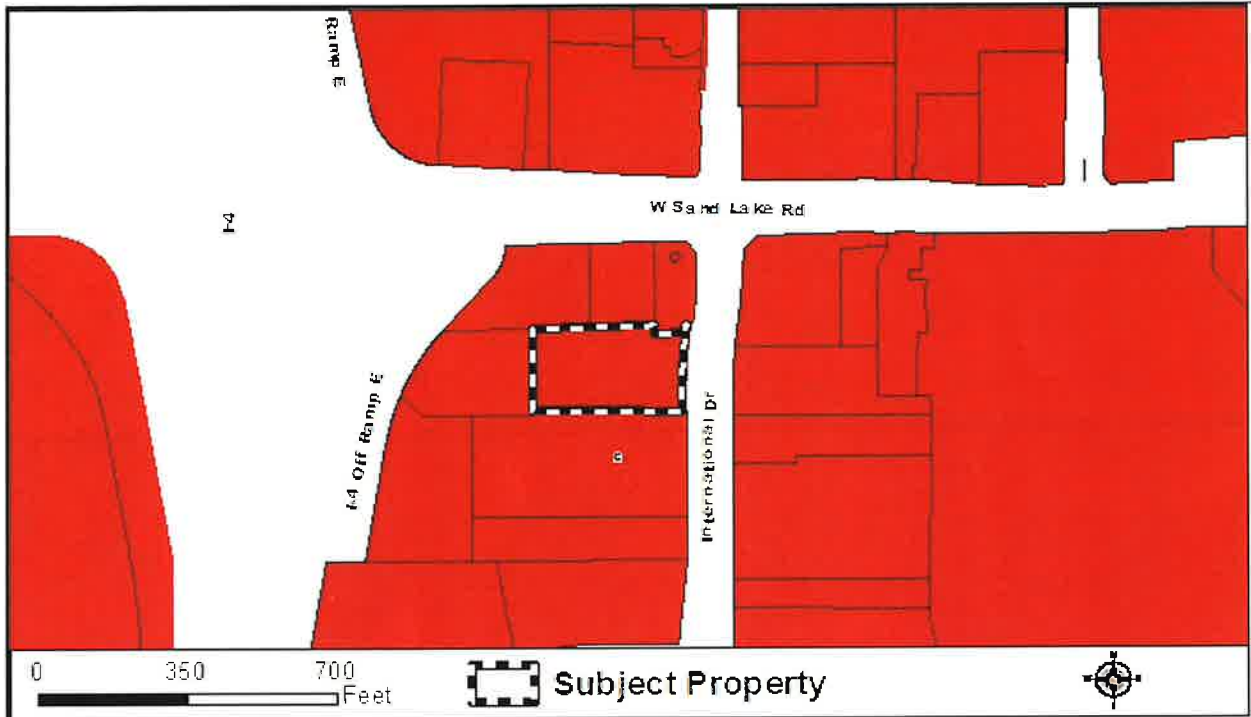 Ramp E
W Sand Lake Rd
I-4
I-4 Off Ramp E
International Dr
c
0 350 700
Feet
Subject Property